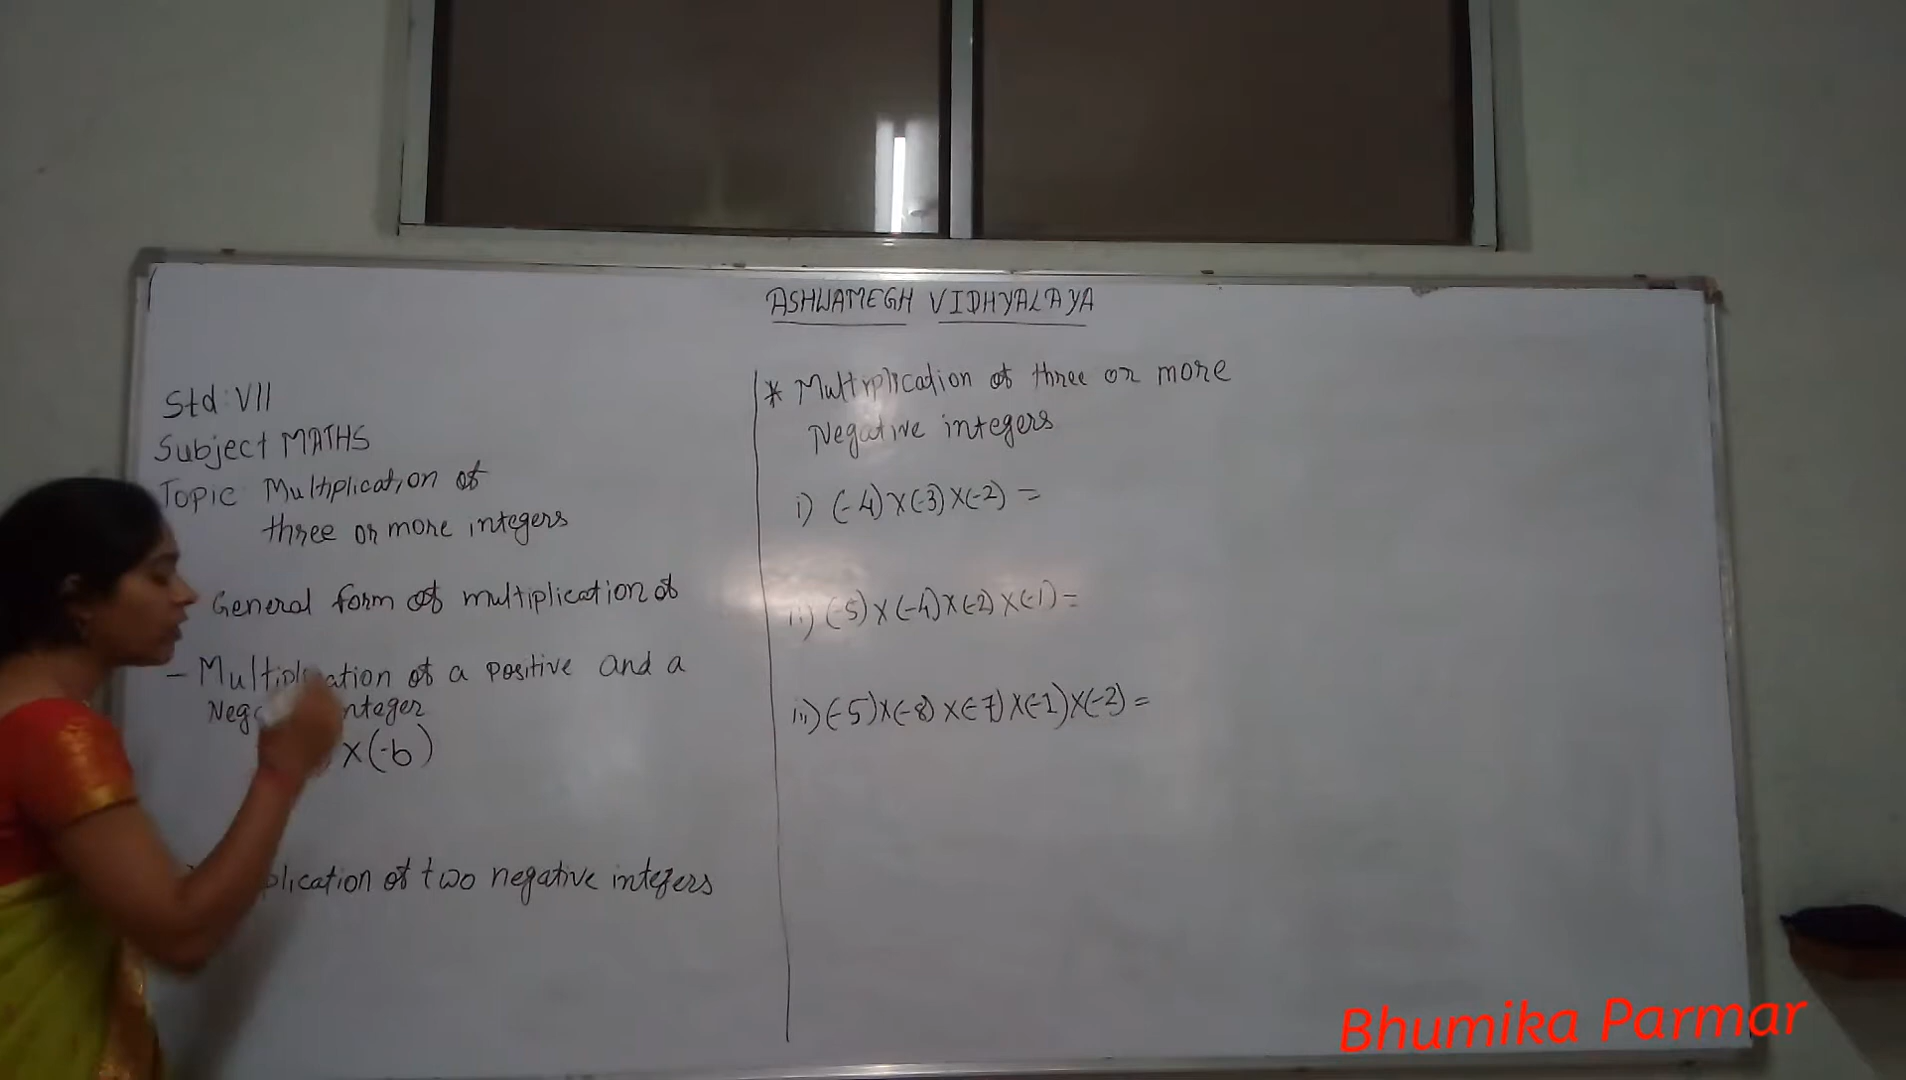 ASHWAMEGH VIDHYALAYA
Std: VII
Subject MATHS
Topic: Multiplication of
three or more integers
General form of multiplication of
- Multiplication of a positive and a
integer
x(-b)
of two negative integers
* Multiplication of three or more
Negative integers
i) (-4)x(-3)x(-2) =
ii) (-5)x(-4)x(-2)x(-1)=
iii) (-5)x(-8)x(-7)x(-1)x(-2) =
Bhumika Parmar